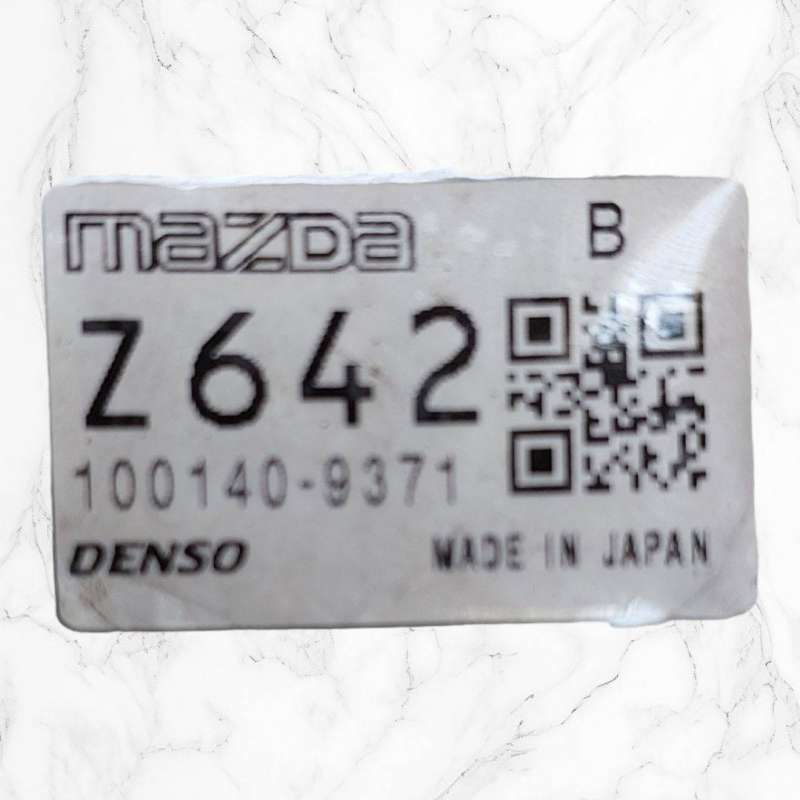 mazDa B
Z642
100140-9371
DENSO MADE IN JAPAN